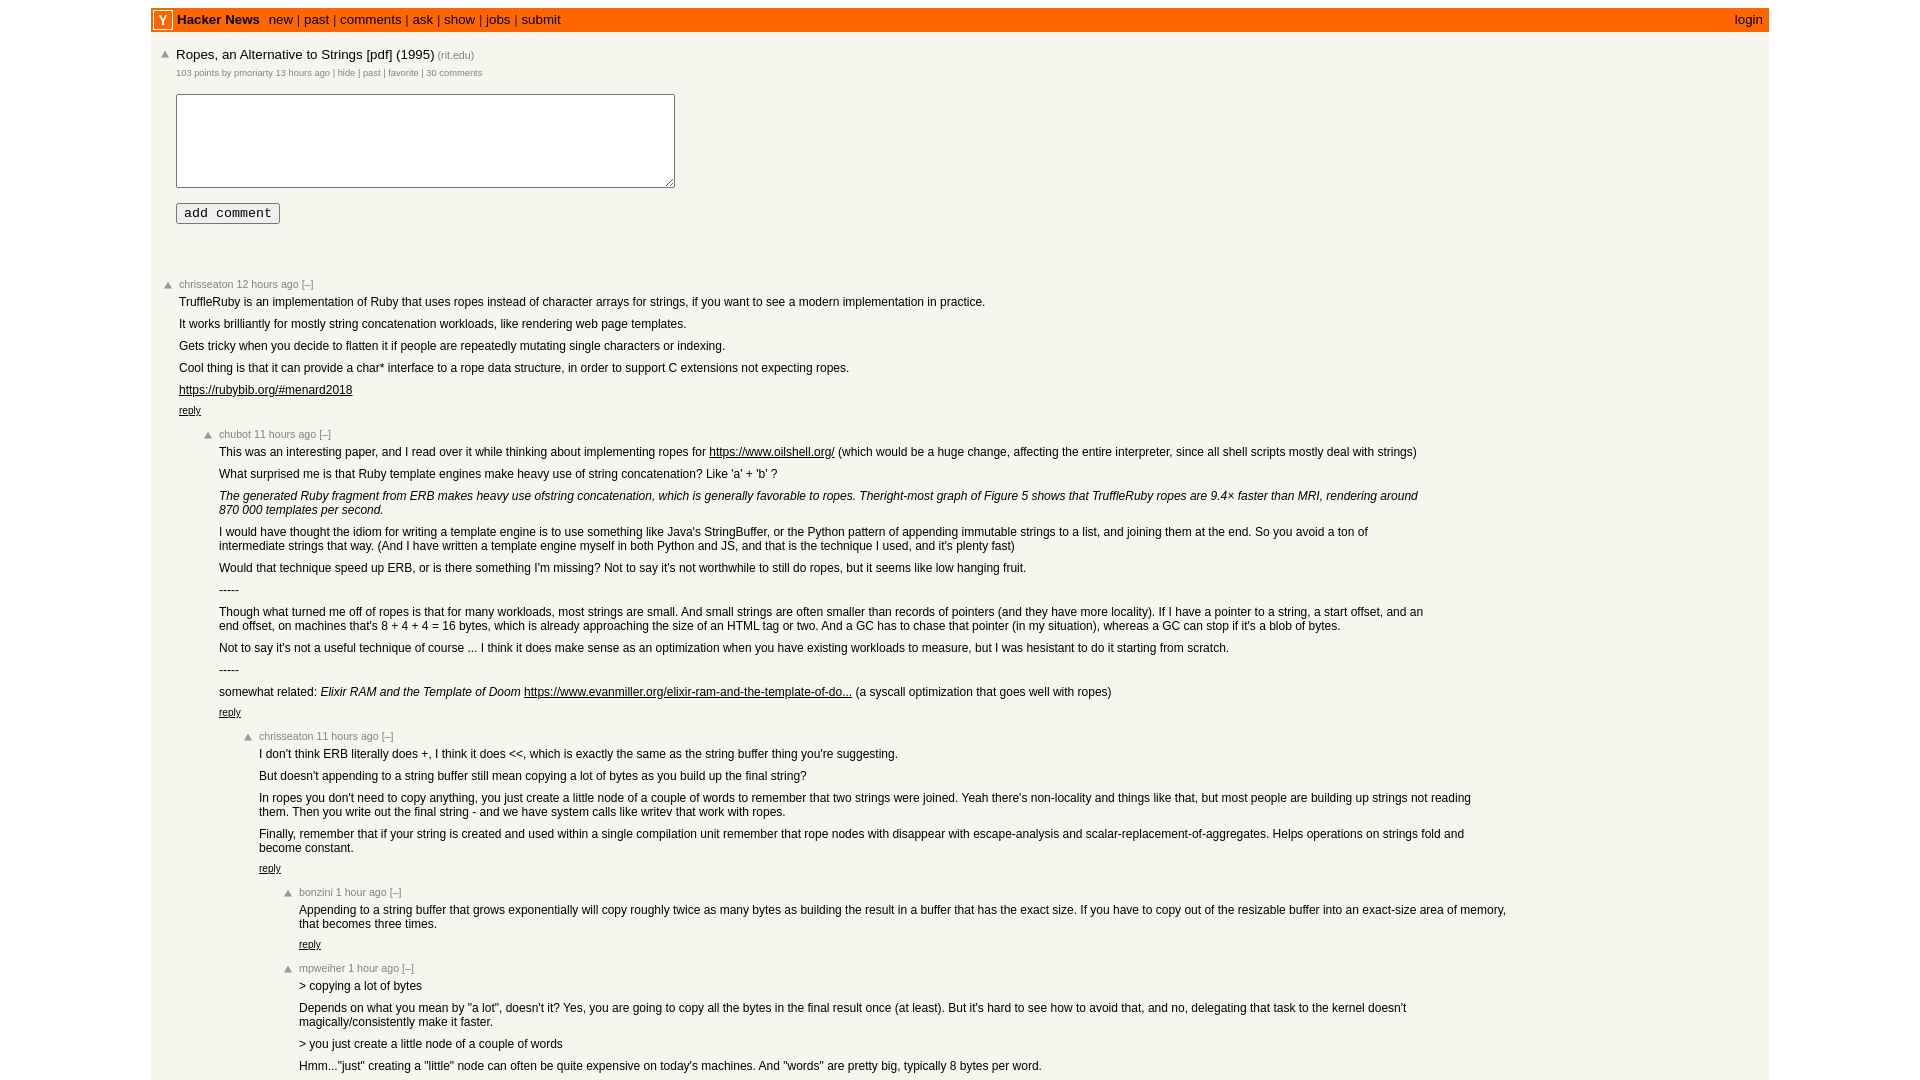 Y Hacker News new | past | comments | ask | show | jobs | submit login
Ropes, an Alternative to Strings [pdf] (1995) (rit.edu)
103 points by pmoriarty 13 hours ago | hide | past | favorite | 30 comments
add comment
chrisseaton 12 hours ago [–]
TruffleRuby is an implementation of Ruby that uses ropes instead of character arrays for strings, if you want to see a modern implementation in practice.
It works brilliantly for mostly string concatenation workloads, like rendering web page templates.
Gets tricky when you decide to flatten it if people are repeatedly mutating single characters or indexing.
Cool thing is that it can provide a char* interface to a rope data structure, in order to support C extensions not expecting ropes.
https://rubybib.org/#menard2018
reply
chubot 11 hours ago [–]
This was an interesting paper, and I read over it while thinking about implementing ropes for https://www.oilshell.org/ (which would be a huge change, affecting the entire interpreter, since all shell scripts mostly deal with strings)
What surprised me is that Ruby template engines make heavy use of string concatenation? Like 'a' + 'b' ?
The generated Ruby fragment from ERB makes heavy use ofstring concatenation, which is generally favorable to ropes. Theright-most graph of Figure 5 shows that TruffleRuby ropes are 9.4× faster than MRI, rendering around
870 000 templates per second.
I would have thought the idiom for writing a template engine is to use something like Java's StringBuffer, or the Python pattern of appending immutable strings to a list, and joining them at the end. So you avoid a ton of
intermediate strings that way. (And I have written a template engine myself in both Python and JS, and that is the technique I used, and it's plenty fast)
Would that technique speed up ERB, or is there something I'm missing? Not to say it's not worthwhile to still do ropes, but it seems like low hanging fruit.
-----
Though what turned me off of ropes is that for many workloads, most strings are small. And small strings are often smaller than records of pointers (and they have more locality). If I have a pointer to a string, a start offset, and an
end offset, on machines that's 8 + 4 + 4 = 16 bytes, which is already approaching the size of an HTML tag or two. And a GC has to chase that pointer (in my situation), whereas a GC can stop if it's a blob of bytes.
Not to say it's not a useful technique of course ... I think it does make sense as an optimization when you have existing workloads to measure, but I was hesistant to do it starting from scratch.
-----
somewhat related: Elixir RAM and the Template of Doom https://www.evanmiller.org/elixir-ram-and-the-template-of-do... (a syscall optimization that goes well with ropes)
reply
chrisseaton 11 hours ago [–]
I don't think ERB literally does +, I think it does <<, which is exactly the same as the string buffer thing you're suggesting.
But doesn't appending to a string buffer still mean copying a lot of bytes as you build up the final string?
In ropes you don't need to copy anything, you just create a little node of a couple of words to remember that two strings were joined. Yeah there's non-locality and things like that, but most people are building up strings not reading
them. Then you write out the final string - and we have system calls like writev that work with ropes.
Finally, remember that if your string is created and used within a single compilation unit remember that rope nodes with disappear with escape-analysis and scalar-replacement-of-aggregates. Helps operations on strings fold and
become constant.
reply
bonzini 1 hour ago [–]
Appending to a string buffer that grows exponentially will copy roughly twice as many bytes as building the result in a buffer that has the exact size. If you have to copy out of the resizable buffer into an exact-size area of memory,
that becomes three times.
reply
mpweiher 1 hour ago [–]
> copying a lot of bytes
Depends on what you mean by "a lot", doesn't it? Yes, you are going to copy all the bytes in the final result once (at least). But it's hard to see how to avoid that, and no, delegating that task to the kernel doesn't
magically/consistently make it faster.
> you just create a little node of a couple of words
Hmm..."just" creating a "little" node can often be quite expensive on today's machines. And "words" are pretty big, typically 8 bytes per word.